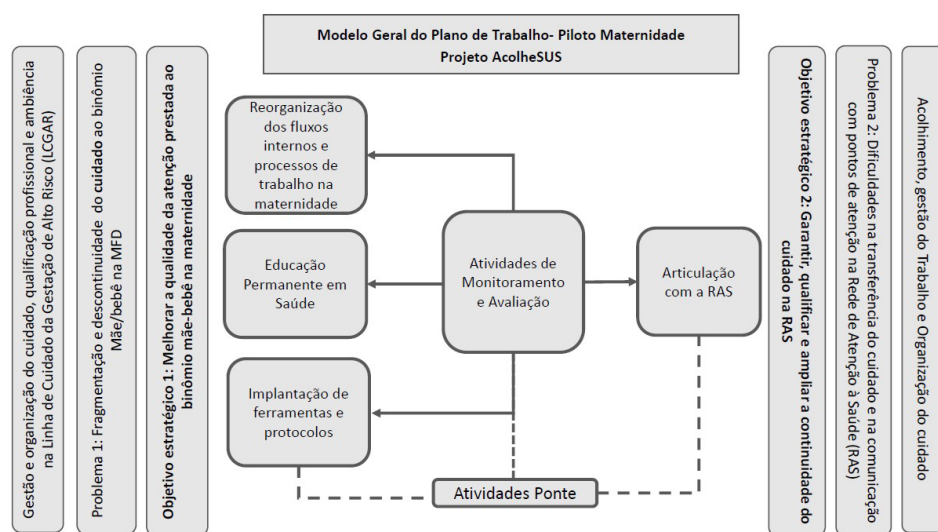 Modelo Geral do Plano de Trabalho- Piloto Maternidade
Projeto AcolheSUS
Gestão e organização do cuidado, qualificação profissional e ambiência
na Linha de Cuidado da Gestação de Alto Risco (LCGAR)
Problema 1: Fragmentação e descontinuidade do cuidado ao binômio
Mãe/bebê na MFD
Objetivo estratégico 1: Melhorar a qualidade da atenção prestada ao
binômio mãe-bebê na maternidade
Reorganização
dos fluxos
internos e
processos de
trabalho na
maternidade
Educação
Permanente em
Saúde
Implantação de
ferramentas e
protocolos
Atividades de
Monitoramento
e Avaliação
Articulação
com a RAS
Atividades Ponte
Objetivo estratégico 2: Garantir, qualificar e ampliar a continuidade do
cuidado na RAS
Problema 2: Dificuldades na transferência do cuidado e na comunicação
com pontos de atenção na Rede de Atenção à Saúde (RAS)
Acolhimento, gestão do Trabalho e Organização do cuidado